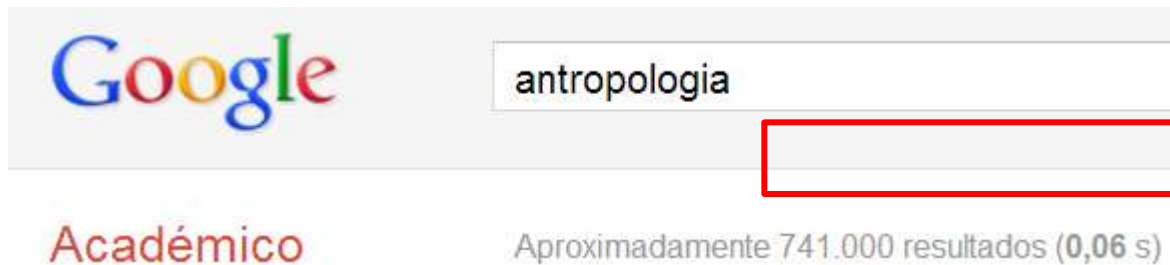 Google
antropologia
Académico
Aproximadamente 741.000 resultados (0,06 s)